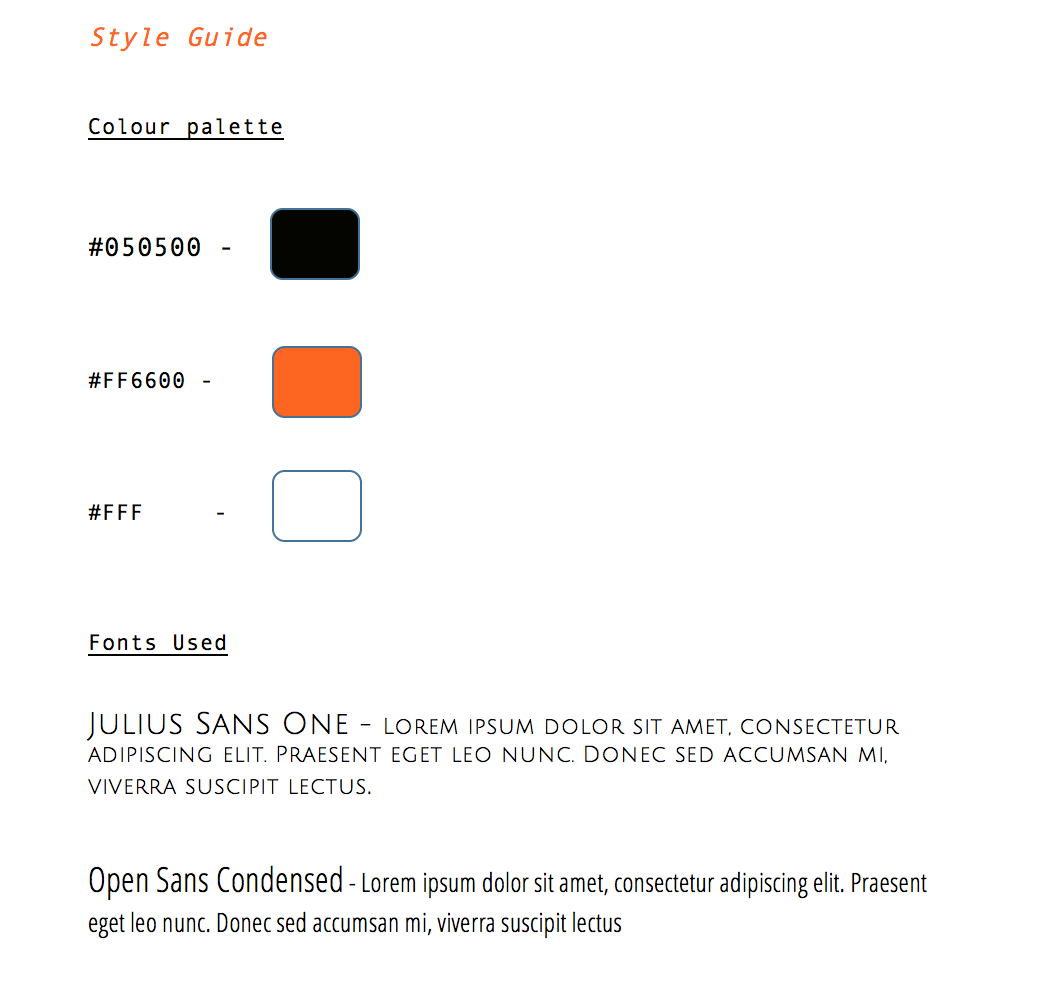 Style Guide
Colour palette
#050500 -
#FF6600 -
#FFF -
Fonts Used
Julius Sans One - Lorem ipsum dolor sit amet, consectetur
adipiscing elit. Praesent eget leo nunc. Donec sed accumsan mi,
viverra suscipit lectus.
Open Sans Condensed - Lorem ipsum dolor sit amet, consectetur adipiscing elit. Praesent
eget leo nunc. Donec sed accumsan mi, viverra suscipit lectus